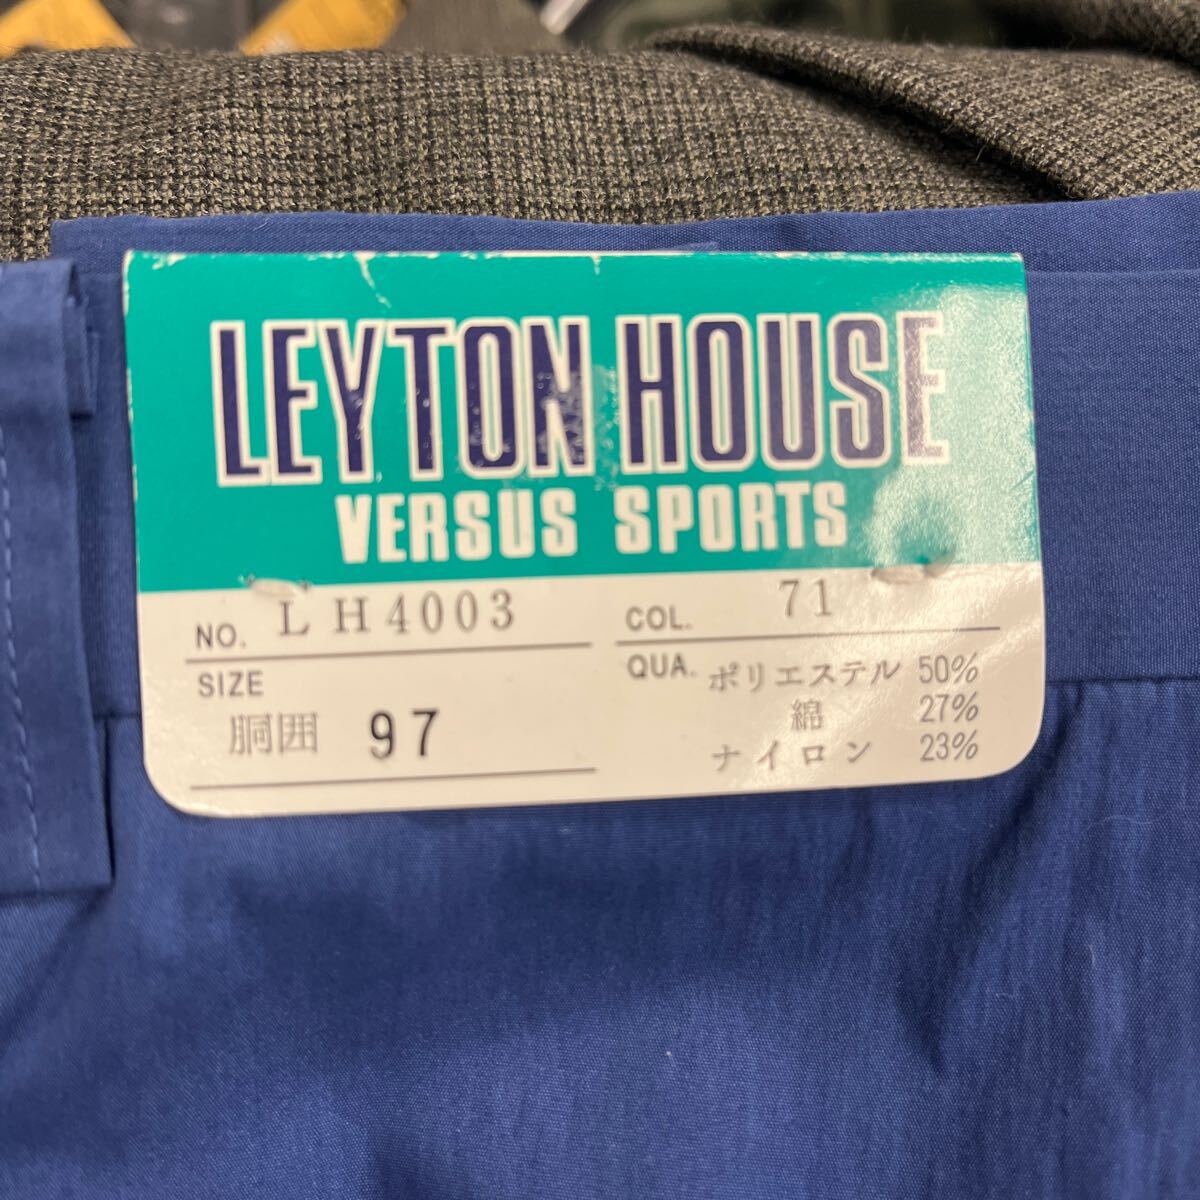 LEYTON HOUSE
VERSUS SPORTS
NO. LH4003
COL. 71
SIZE
胴囲 97
QUA. ポリエステル 50%
綿 27%
ナイロン 23%